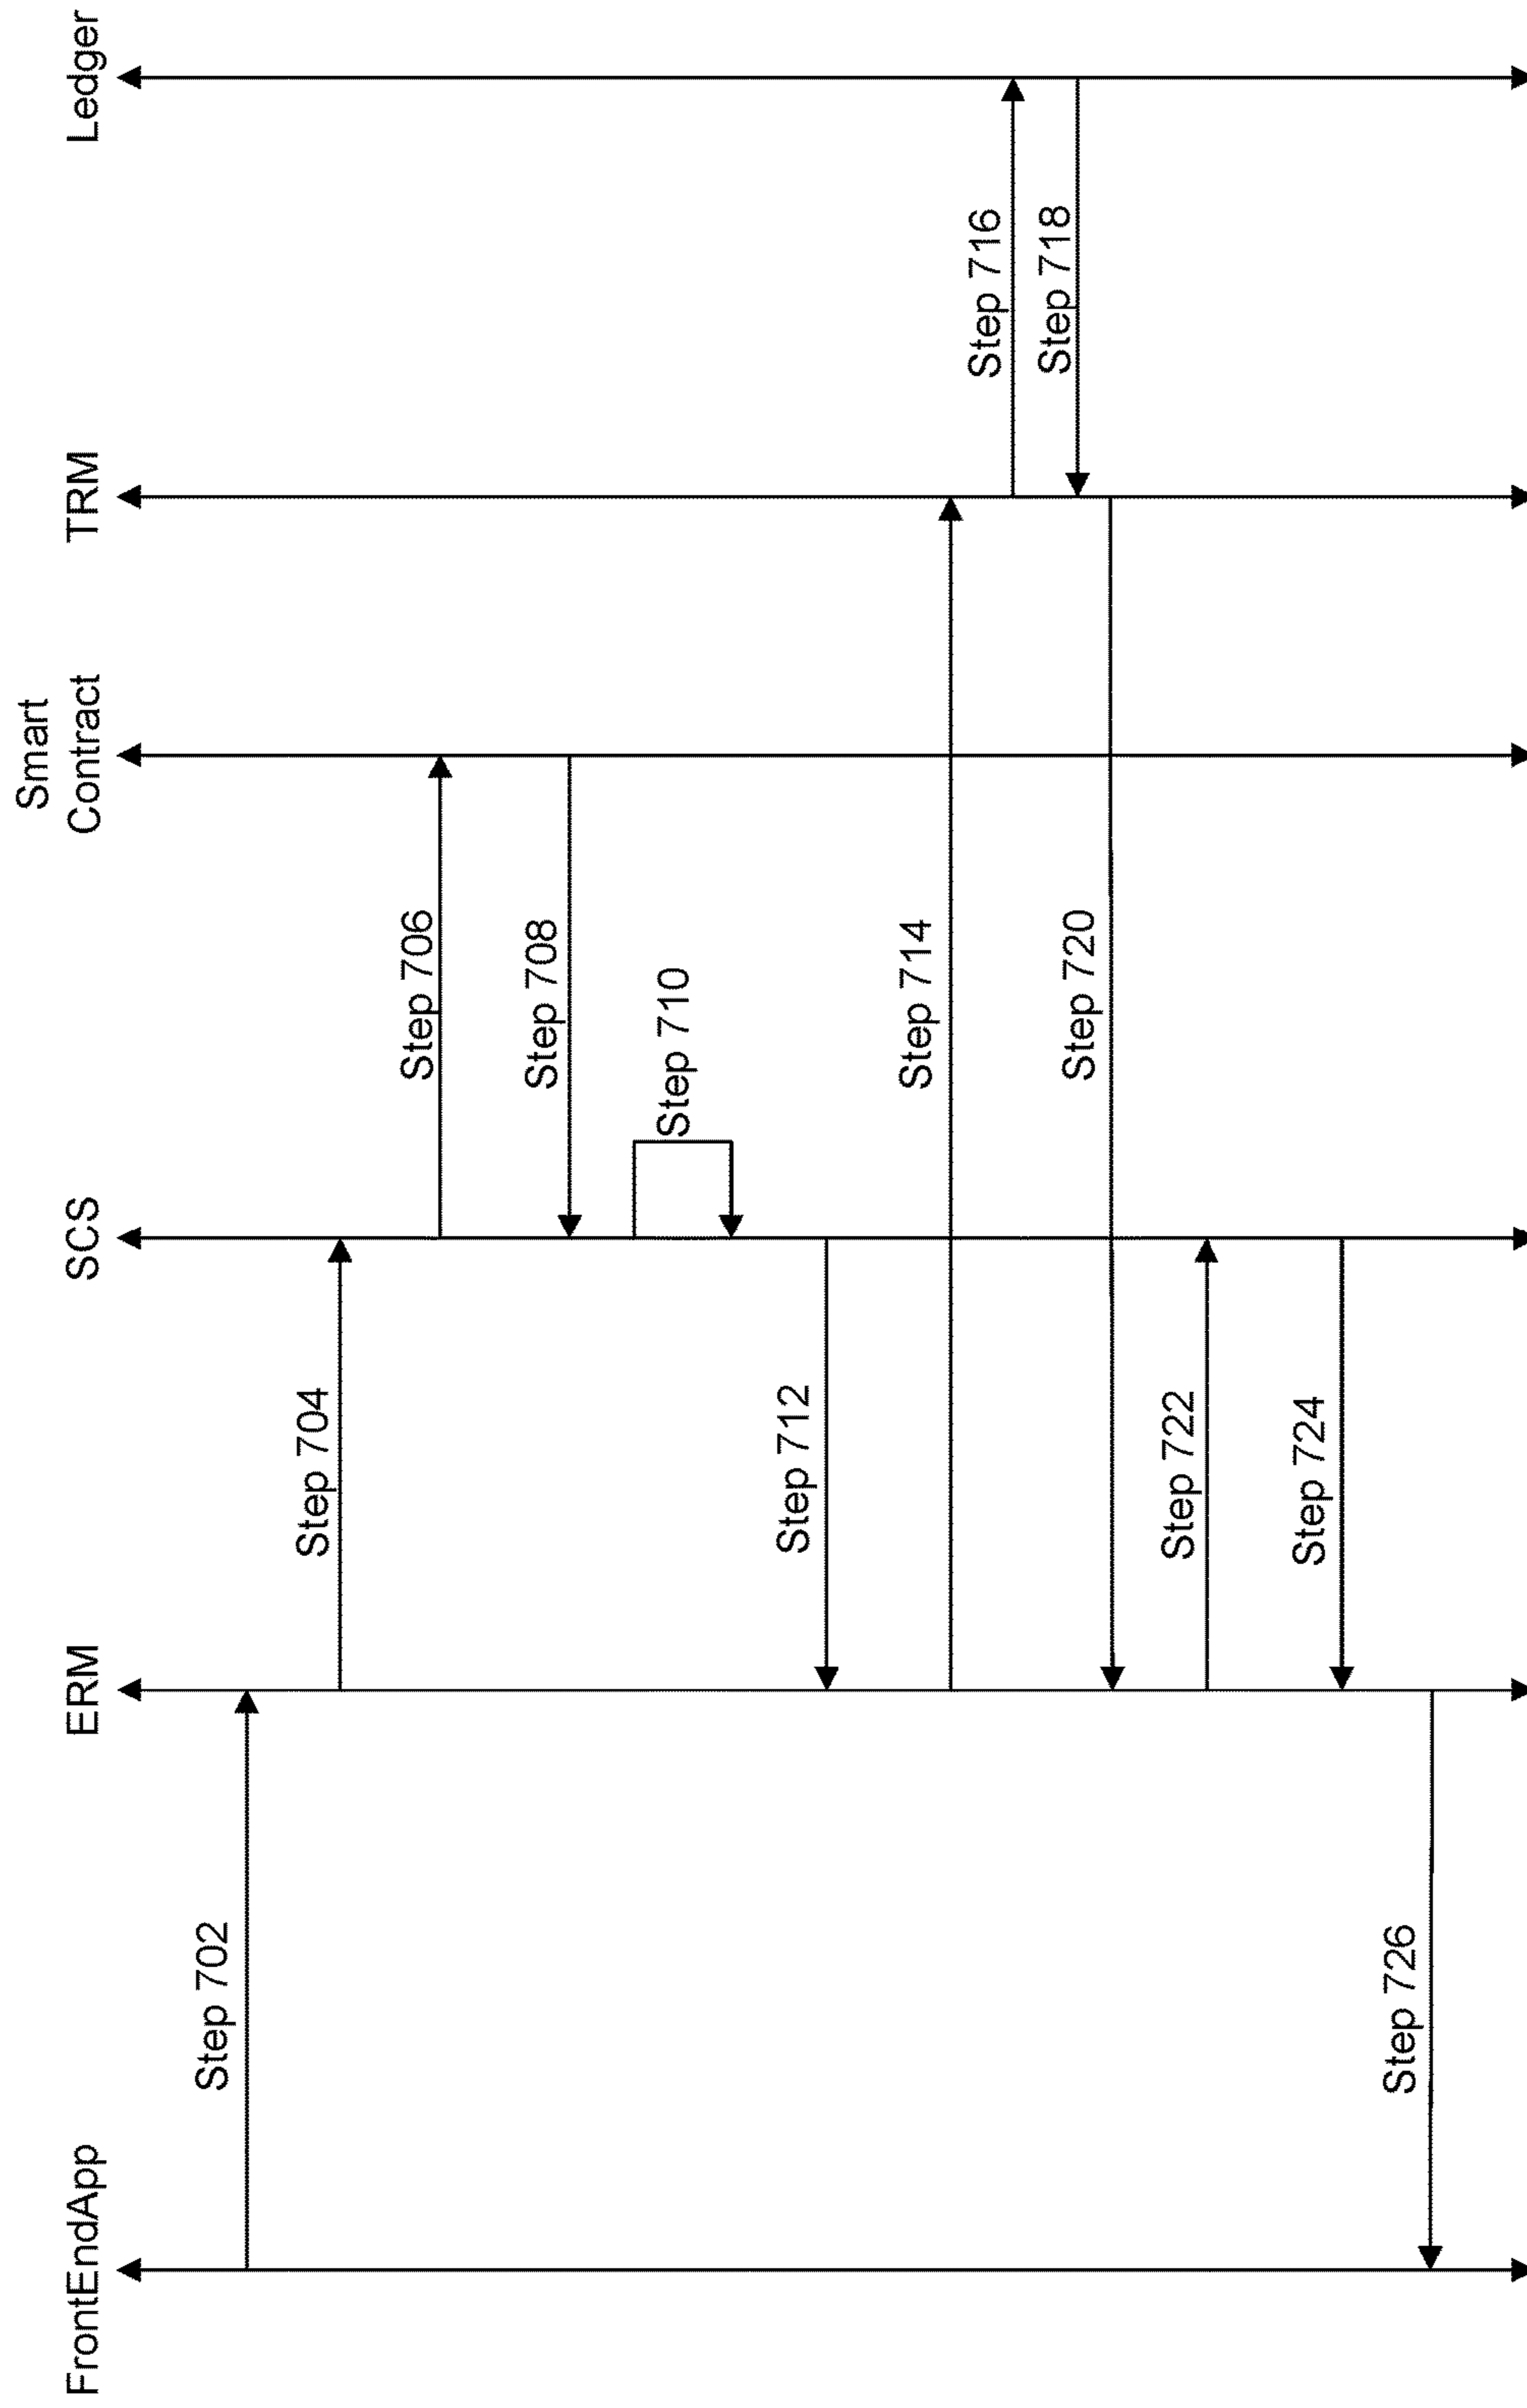 FrontEndApp
ERM
SCS
Smart
Contract
TRM
Ledger
Step 702
Step 704
Step 706
Step 708
Step 710
Step 712
Step 714
Step 716
Step 718
Step 720
Step 722
Step 724
Step 726